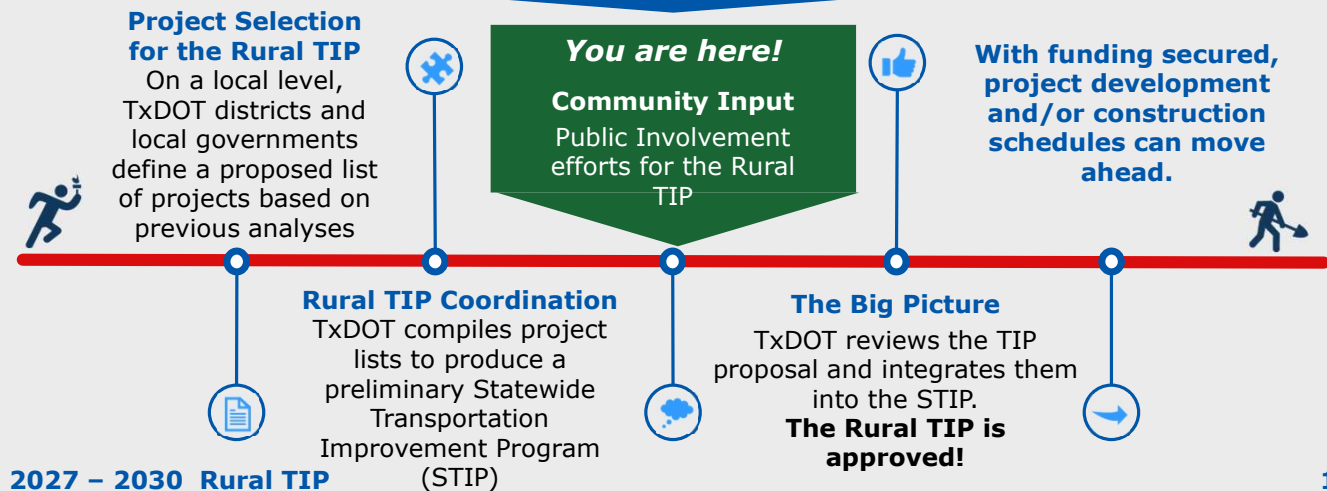 Project Selection
for the Rural TIP
On a local level,
TxDOT districts and
local governments
define a proposed list
of projects based on
previous analyses
Rural TIP Coordination
TxDOT compiles project
lists to produce a
preliminary Statewide
Transportation
Improvement Program
(STIP)
You are here!
Community Input
Public Involvement
efforts for the Rural
TIP
The Big Picture
TxDOT reviews the TIP
proposal and integrates them
into the STIP.
The Rural TIP is
approved!
With funding secured,
project development
and/or construction
schedules can move
ahead.
2027 – 2030 Rural TIP